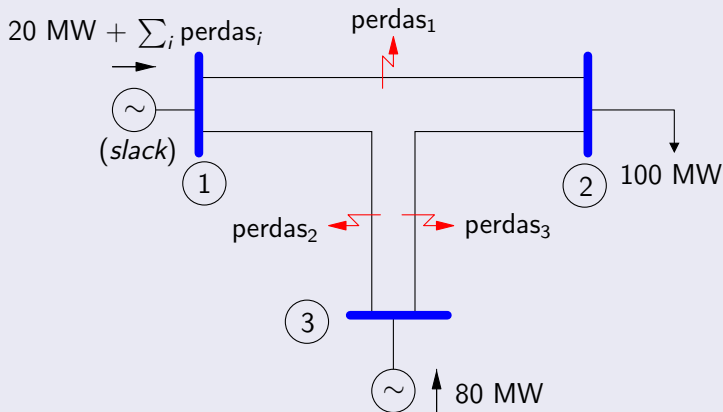 perdas₁
20 MW + ∑ᵢ perdasᵢ
∼
(slack)
1
2
100 MW
perdas₂
perdas₃
3
∼
80 MW